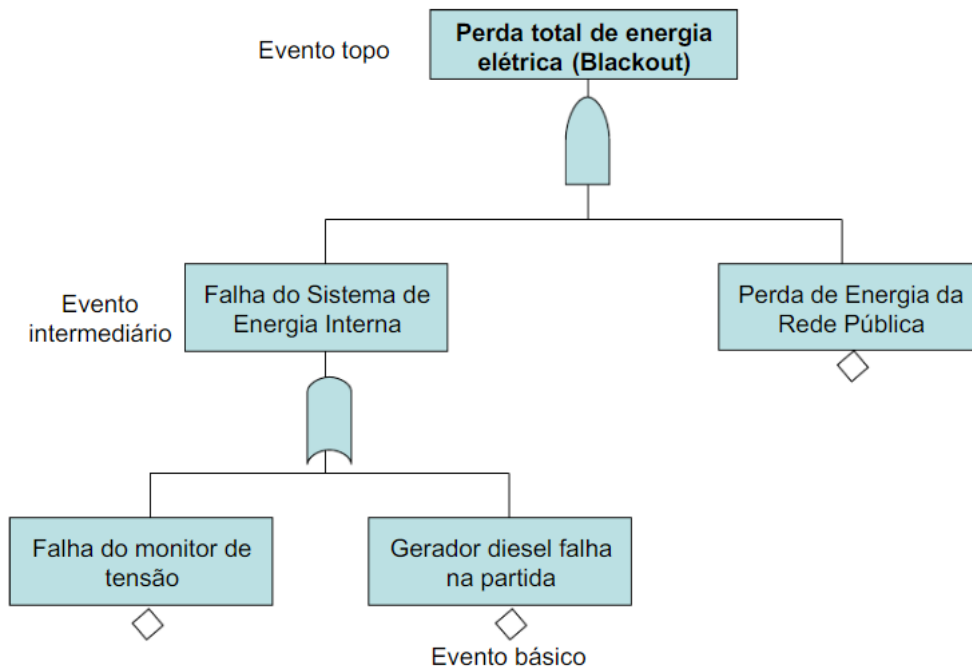 Evento topo
Perda total de energia
elétrica (Blackout)
Evento
intermediário
Falha do Sistema de
Energia Interna
Perda de Energia da
Rede Pública
Falha do monitor de
tensão
Gerador diesel falha
na partida
Evento básico